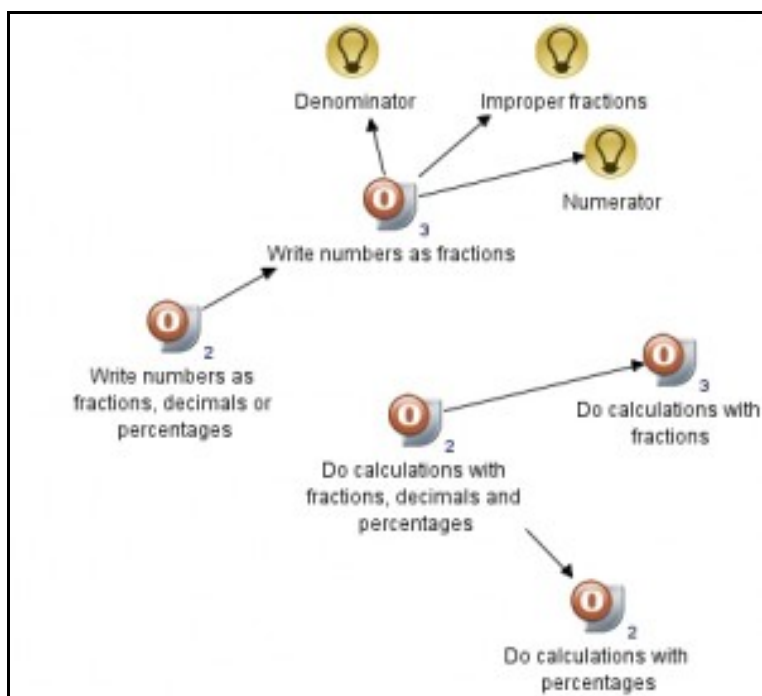 Denominator
Improper fractions
Numerator
3
Write numbers as fractions
2
Write numbers as
fractions, decimals or
percentages
3
Do calculations with
fractions
2
Do calculations with
fractions, decimals and
percentages
2
Do calculations with
percentages